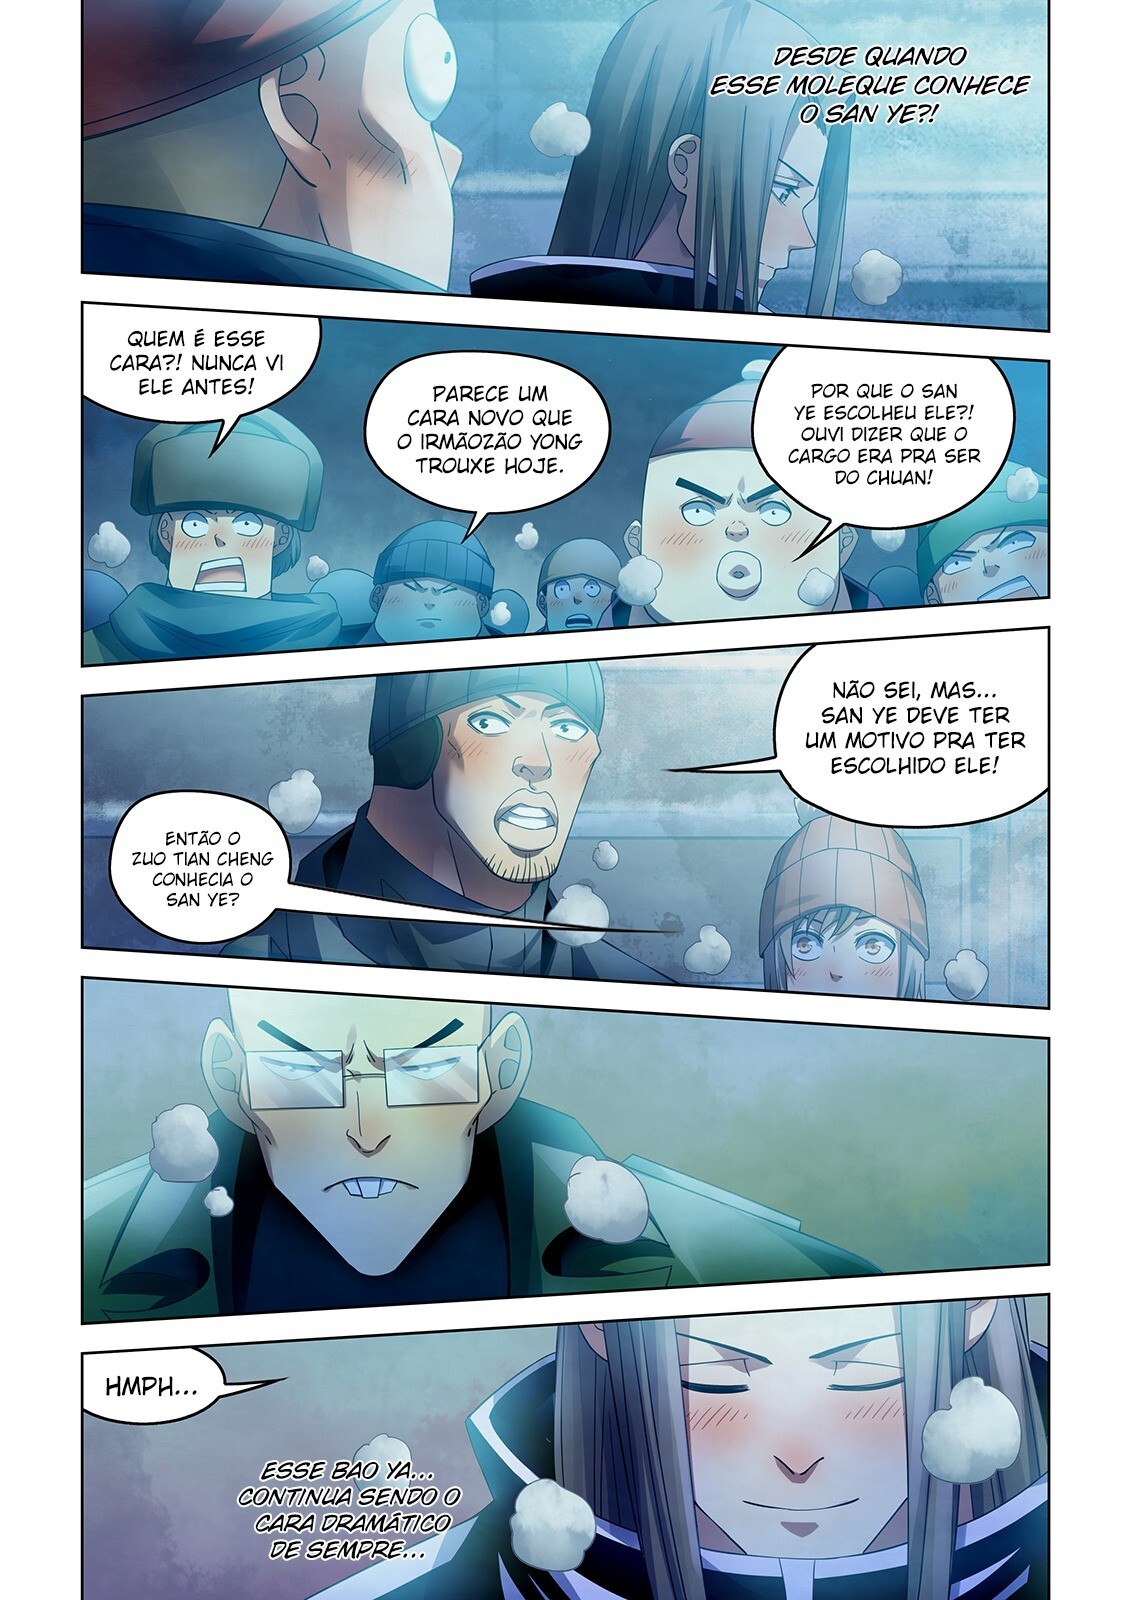 DESDE QUANDO
ESSE MOLEQUE CONHECE
O SAN YE?!
QUEM É ESSE
CARA?! NUNCA VI
ELE ANTES!
PARECE UM
CARA NOVO QUE
O IRMÃOZÃO YONG
TROUXE HOJE.
POR QUE O SAN
YE ESCOLHEU ELE?!
OUVI DIZER QUE O
CARGO ERA PRA SER
DO CHUAN!
NÃO SEI, MAS...
SAN YE DEVE TER
UM MOTIVO PRA TER
ESCOLHIDO ELE!
ENTÃO O
ZUO TIAN CHENG
CONHECIA O
SAN YE?
HMPH...
ESSE BAO YA...
CONTINUA SENDO O
CARA DRAMÁTICO
DE SEMPRE...